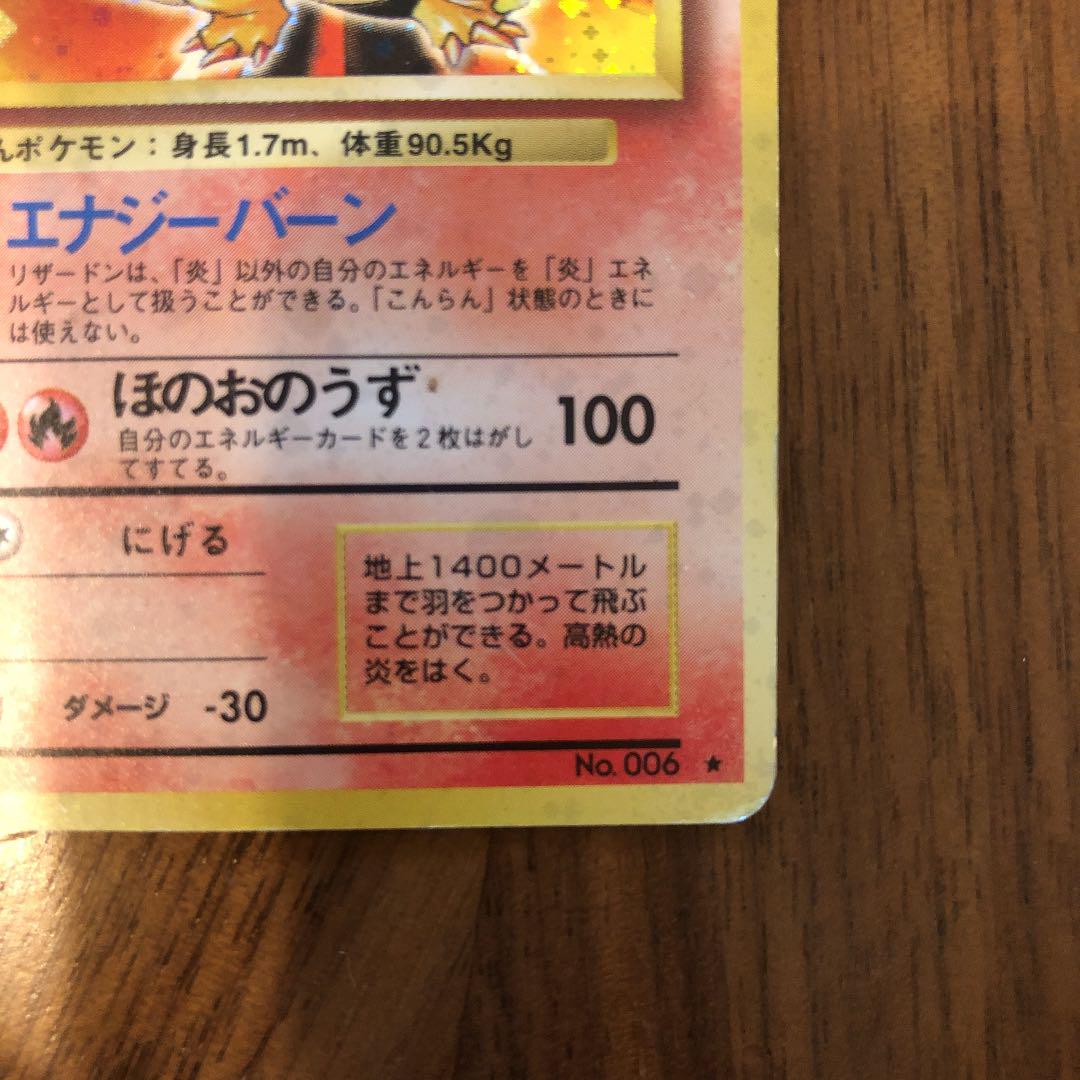 んポケモン：身長1.7m、体重90.5Kg
エナジーバーン
リザードンは、「炎」以外の自分のエネルギーを「炎」エネ
ルギーとして扱うことができる。「こんらん」状態のときに
は使えない。
ほのおのうず
100
自分のエネルギーカードを２枚はがし
てすてる。
にげる
地上1400メートル
まで羽をつかって飛ぶ
ことができる。高熱の
炎をはく。
ダメージ -30
No. 006 ★